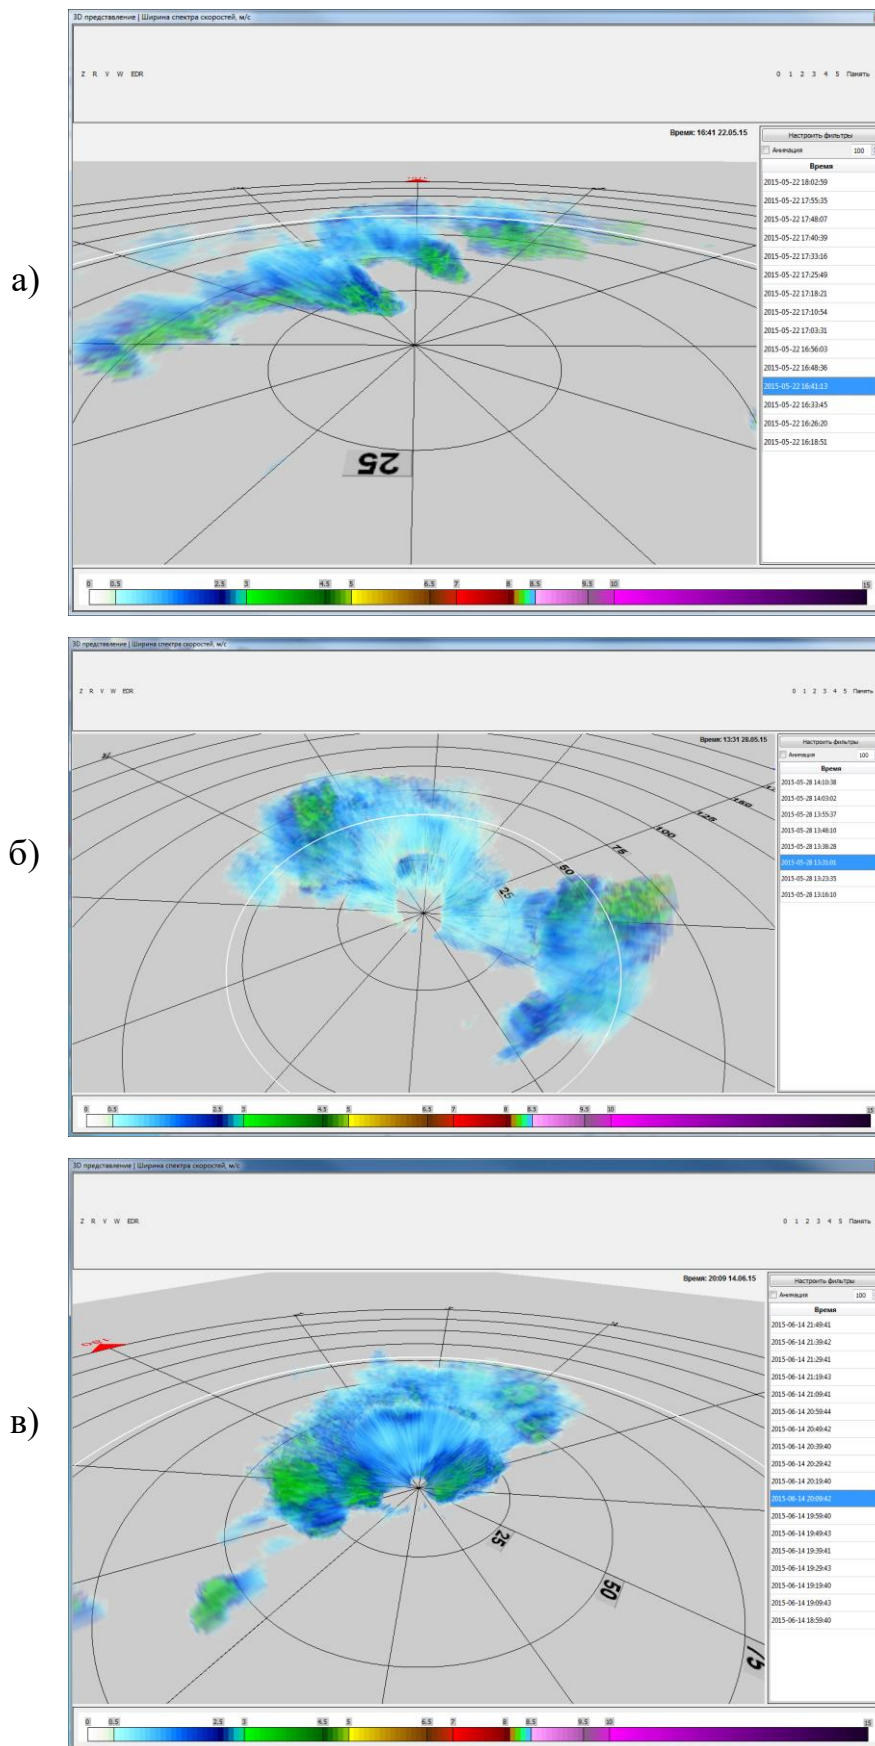 а)
3D представление | Ширина спектра скоростей, м/с
Z R V W EDR
0 1 2 3 4 5 Память
Время: 16:41 22.05.15
Настроить фильтры
Анимация 100
Время
2015-05-22 18:02:59
2015-05-22 17:55:35
2015-05-22 17:48:07
2015-05-22 17:40:39
2015-05-22 17:33:16
2015-05-22 17:25:49
2015-05-22 17:18:21
2015-05-22 17:10:54
2015-05-22 17:03:31
2015-05-22 16:56:03
2015-05-22 16:48:36
2015-05-22 16:41:13
2015-05-22 16:33:45
2015-05-22 16:26:20
2015-05-22 16:18:51
25
0 0.5 2.5 3 4.5 5 6.5 7 8 8.5 9.5 10 15
б)
3D представление | Ширина спектра скоростей, м/с
Z R V W EDR
0 1 2 3 4 5 Память
Время: 13:31 28.05.15
Настроить фильтры
Анимация 100
Время
2015-05-28 14:10:38
2015-05-28 14:03:02
2015-05-28 13:55:37
2015-05-28 13:46:10
2015-05-28 13:38:28
2015-05-28 13:31:01
2015-05-28 13:23:35
2015-05-28 13:16:10
150
125
100
75
50
25
0 0.5 2.5 3 4.5 5 6.5 7 8 8.5 9.5 10 15
в)
3D представление | Ширина спектра скоростей, м/с
Z R V W EDR
0 1 2 3 4 5 Память
Время: 20:09 14.06.15
Настроить фильтры
Анимация 100
Время
2015-06-14 21:49:41
2015-06-14 21:39:42
2015-06-14 21:29:41
2015-06-14 21:19:43
2015-06-14 21:09:41
2015-06-14 20:59:44
2015-06-14 20:49:42
2015-06-14 20:39:40
2015-06-14 20:29:42
2015-06-14 20:19:40
2015-06-14 20:09:42
2015-06-14 19:59:40
2015-06-14 19:49:43
2015-06-14 19:39:41
2015-06-14 19:29:43
2015-06-14 19:19:40
2015-06-14 19:09:43
2015-06-14 18:59:40
25
50
75
0 0.5 2.5 3 4.5 5 6.5 7 8 8.5 9.5 10 15